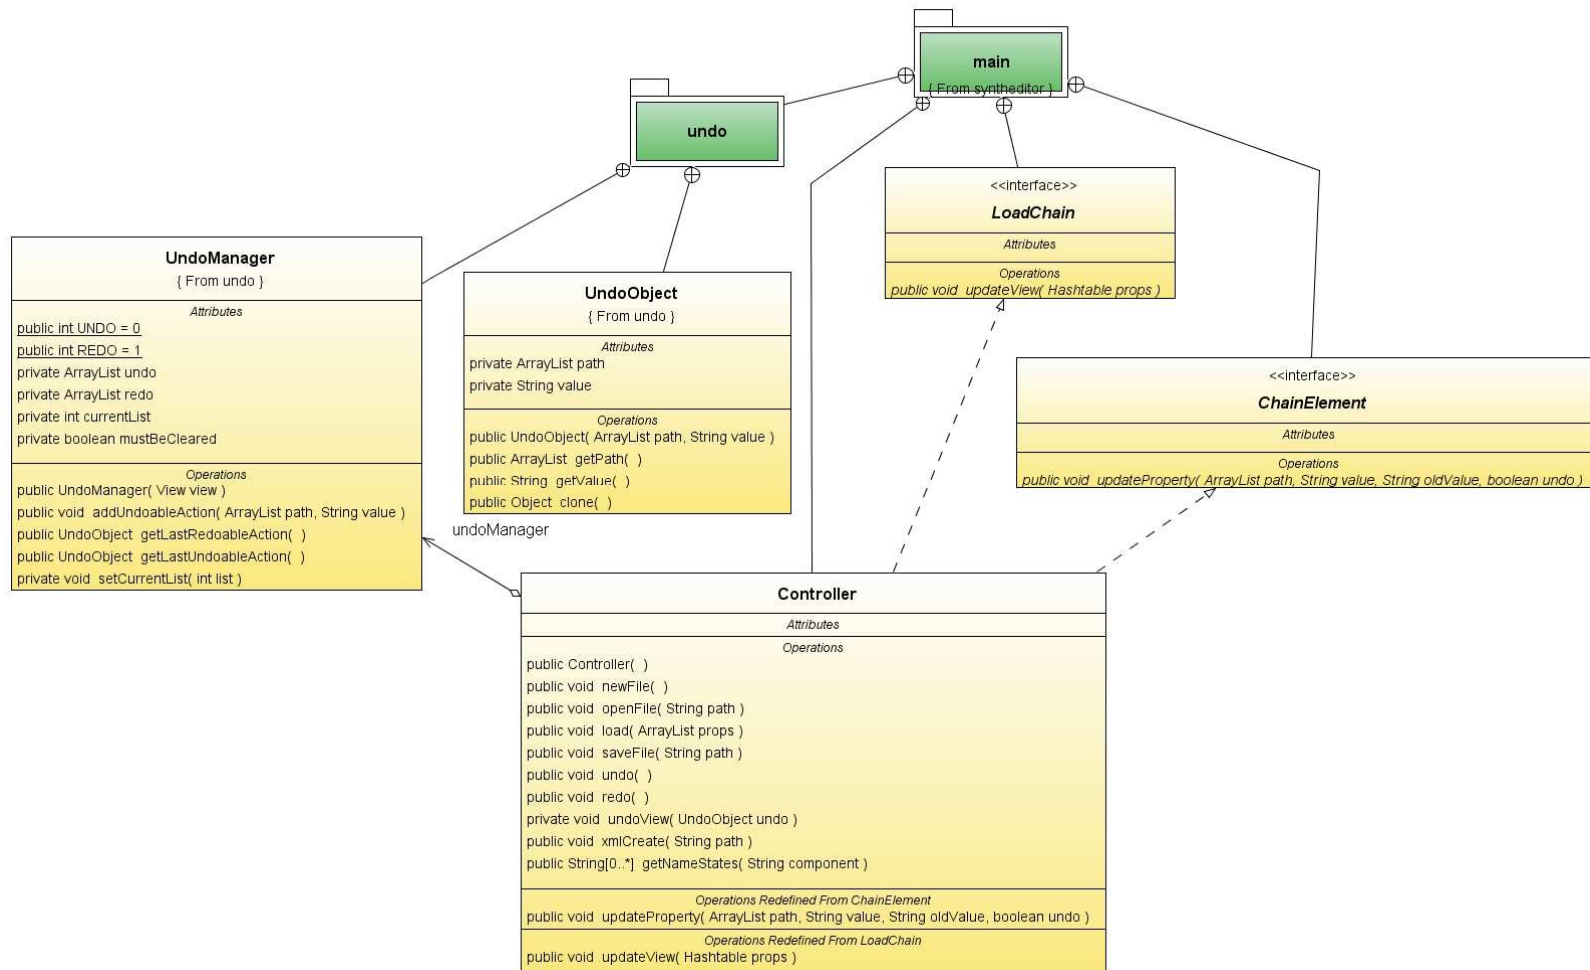 main
{ From syntheditor }
undo
UndoManager
{ From undo }
Attributes
public int UNDO = 0
public int REDO = 1
private ArrayList undo
private ArrayList redo
private int currentList
private boolean mustBeCleared
Operations
public UndoManager( View view )
public void addUndoableAction( ArrayList path, String value )
public UndoObject getLastRedoableAction( )
public UndoObject getLastUndoableAction( )
private void setCurrentList( int list )
UndoObject
{ From undo }
Attributes
private ArrayList path
private String value
Operations
public UndoObject( ArrayList path, String value )
public ArrayList getPath( )
public String getValue( )
public Object clone( )
<<interface>>
LoadChain
Attributes
Operations
public void updateView( Hashtable props )
<<interface>>
ChainElement
Attributes
Operations
public void updateProperty( ArrayList path, String value, String oldValue, boolean undo )
undoManager
Controller
Attributes
Operations
public Controller( )
public void newFile( )
public void openFile( String path )
public void load( ArrayList props )
public void saveFile( String path )
public void undo( )
public void redo( )
private void undoView( UndoObject undo )
public void xmlCreate( String path )
public String[0..*] getNameStates( String component )
Operations Redefined From ChainElement
public void updateProperty( ArrayList path, String value, String oldValue, boolean undo )
Operations Redefined From LoadChain
public void updateView( Hashtable props )